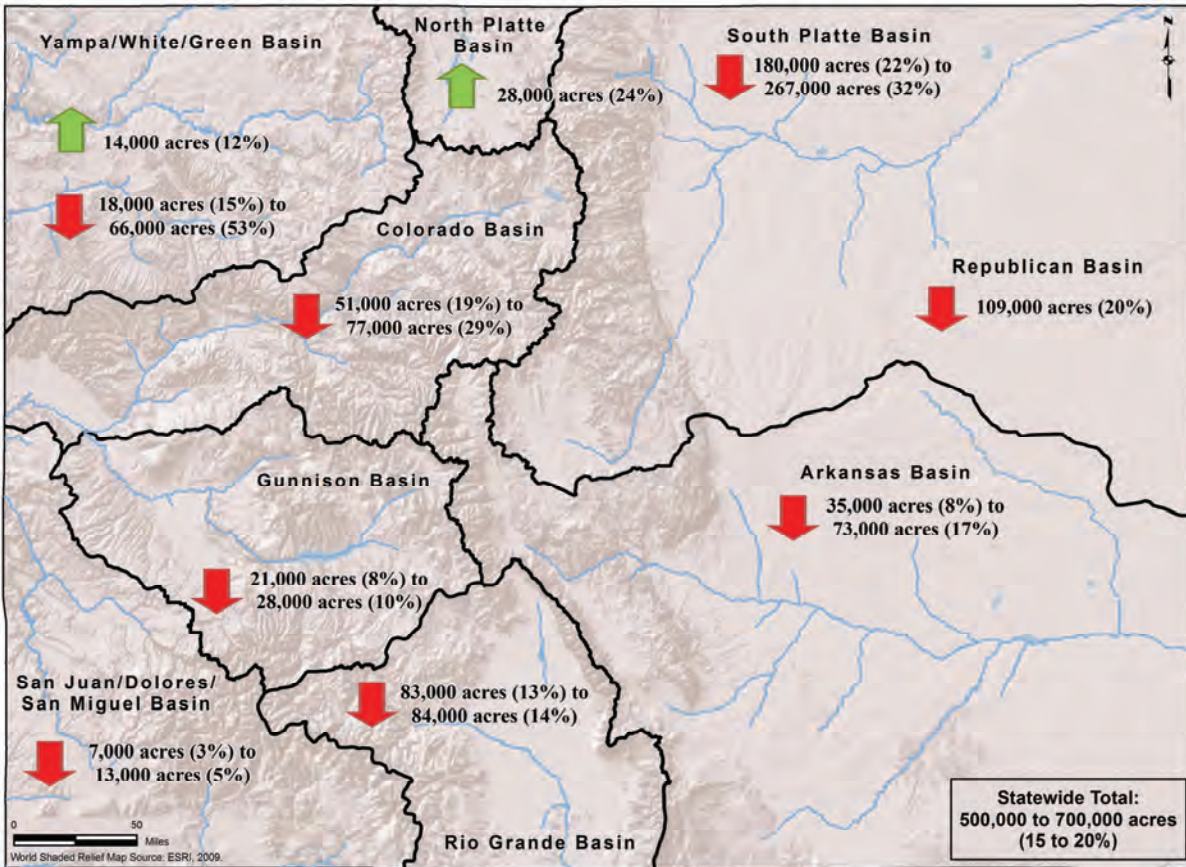 Yampa/White/Green Basin
14,000 acres (12%)
18,000 acres (15%) to
66,000 acres (53%)
North Platte
Basin
28,000 acres (24%)
South Platte Basin
180,000 acres (22%) to
267,000 acres (32%)
N
Colorado Basin
51,000 acres (19%) to
77,000 acres (29%)
Republican Basin
109,000 acres (20%)
Gunnison Basin
21,000 acres (8%) to
28,000 acres (10%)
Arkansas Basin
35,000 acres (8%) to
73,000 acres (17%)
San Juan/Dolores/
San Miguel Basin
7,000 acres (3%) to
13,000 acres (5%)
83,000 acres (13%) to
84,000 acres (14%)
Rio Grande Basin
Statewide Total:
500,000 to 700,000 acres
(15 to 20%)
0 50
Miles
World Shaded Relief Map Source: ESRI, 2009.